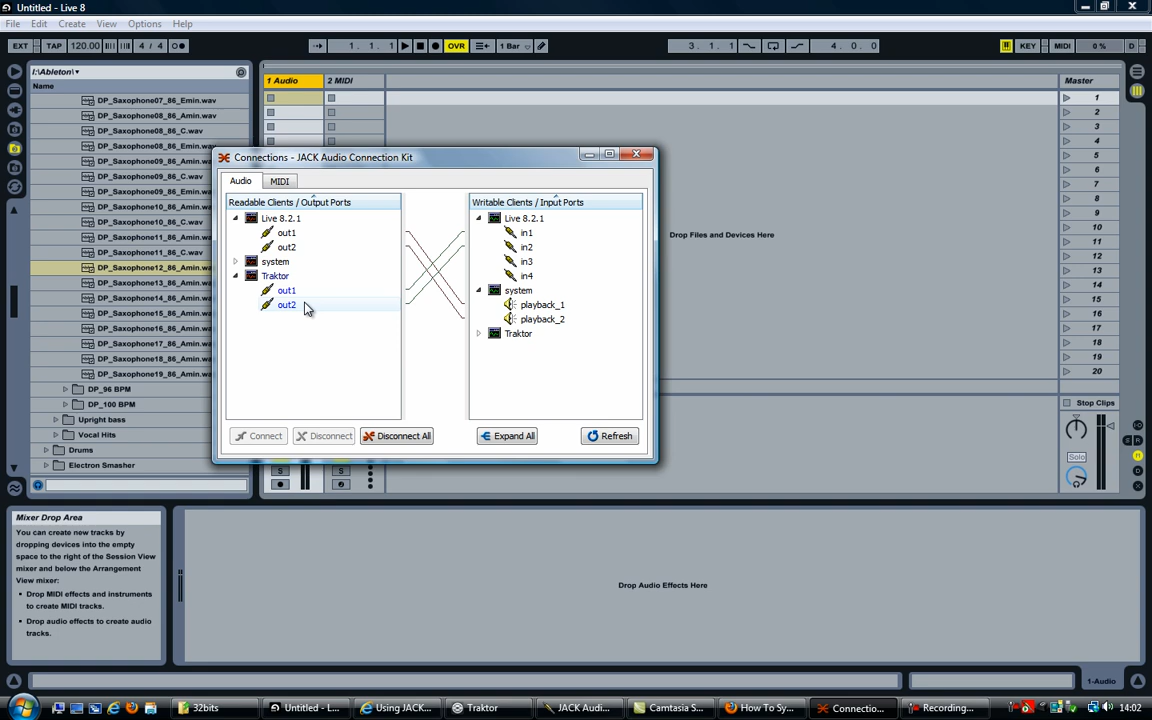 Untitled - Live 8
File Edit Create View Options Help
EXT TAP 120.00 4 / 4 1. 1. 1 OVR 1 Bar 3. 1. 1 4. 0. 0 KEY MIDI 0 % D
I:\Ableton\
Name
DP_Saxophone07_86_Emin.wav
DP_Saxophone08_86_Amin.wav
DP_Saxophone08_86_C.wav
DP_Saxophone08_86_Emin.wav
DP_Saxophone09_86_Amin.wa
DP_Saxophone09_86_C.wav
DP_Saxophone09_86_Emin.wa
DP_Saxophone10_86_Amin.wa
DP_Saxophone10_86_C.wav
DP_Saxophone11_86_Amin.wa
DP_Saxophone11_86_C.wav
DP_Saxophone12_86_Amin.wa
DP_Saxophone13_86_Amin.wa
DP_Saxophone14_86_Amin.wa
DP_Saxophone15_86_Amin.wa
DP_Saxophone16_86_Amin.wa
DP_Saxophone17_86_Amin.wa
DP_Saxophone18_86_Amin.wa
DP_Saxophone19_86_Amin.wa
DP_96 BPM
DP_100 BPM
Upright bass
Vocal Hits
Drums
Electron Smasher
1 Audio 2 MIDI Master
1
2
3
4
5
6
7
8
9
10
11
12
13
14
15
16
17
18
19
20
Drop Files and Devices Here
Stop Clips
Solo
S S
Connections - JACK Audio Connection Kit
Audio MIDI
Readable Clients / Output Ports
Live 8.2.1
out1
out2
system
Traktor
out1
out2
Writable Clients / Input Ports
Live 8.2.1
in1
in2
in3
in4
system
playback_1
playback_2
Traktor
Connect Disconnect Disconnect All Expand All Refresh
Mixer Drop Area
You can create new tracks by
dropping devices into the empty
space to the right of the Session View
mixer and below the Arrangement
View mixer:
Drop MIDI effects and instruments
to create MIDI tracks.
Drop audio effects to create audio
tracks.
Drop Audio Effects Here
1-Audio
32bits Untitled - L... Using JACK... Traktor JACK Audi... Camtasia S... How To Sy... Connectio... Recording... 14:02